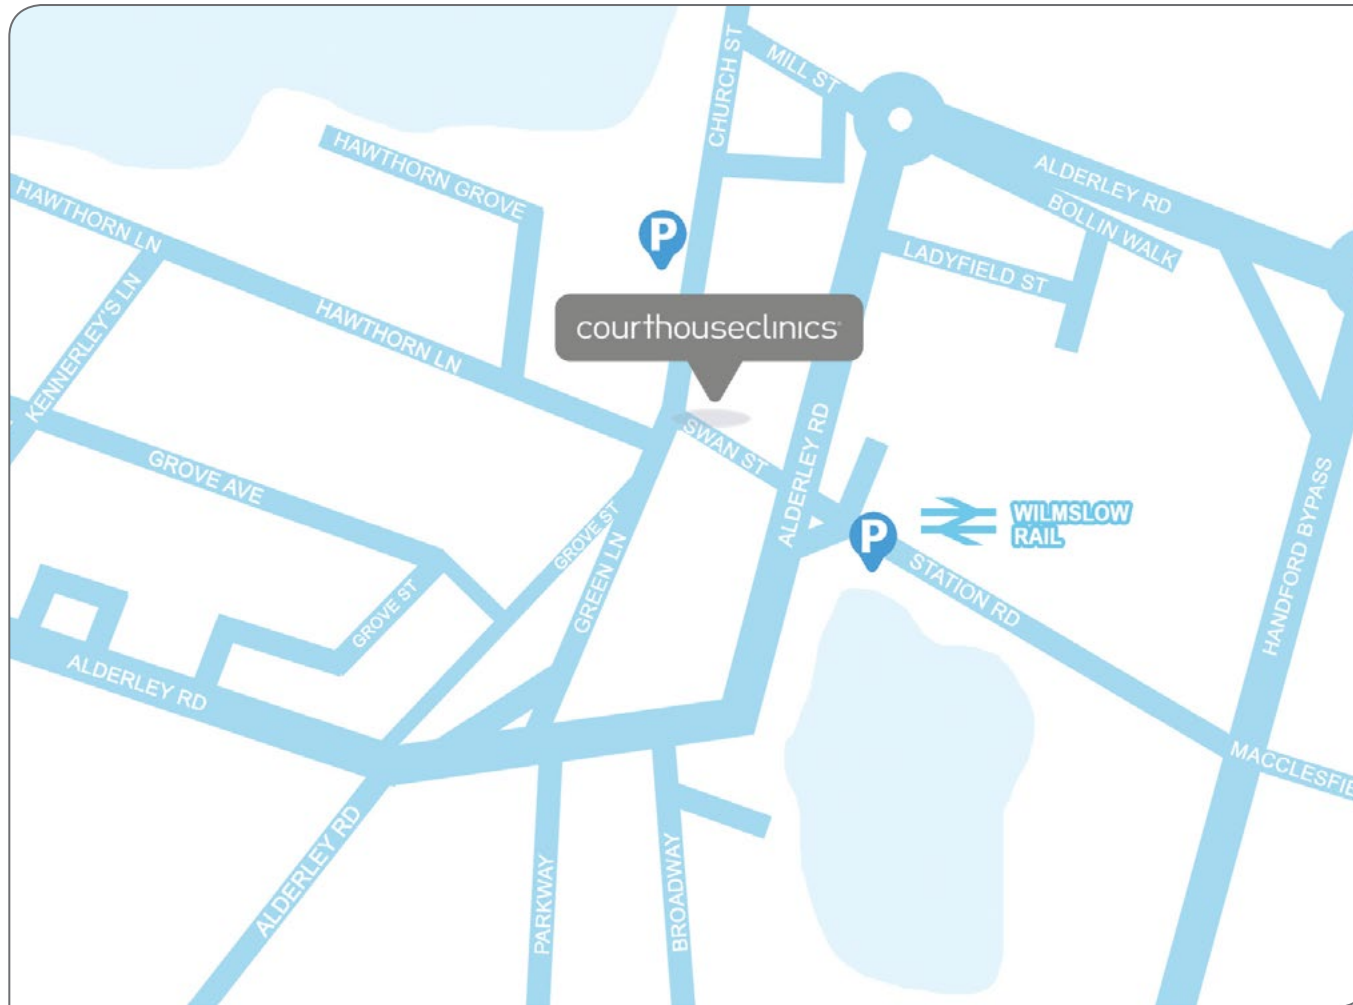 CHURCH ST
MILL ST
HAWTHORN GROVE
ALDERLEY RD
HAWTHORN LN
BOLLIN WALK
P
LADYFIELD ST
KENNERLEY'S LN
HAWTHORN LN
courthouseclinics
SWAN ST
ALDERLEY RD
GROVE AVE
GROVE ST
GREEN LN
P
WILMSLOW
RAIL
STATION RD
HANDFORD BYPASS
GROVE ST
ALDERLEY RD
MACCLESFIE
ALDERLEY RD
PARKWAY
BROADWAY